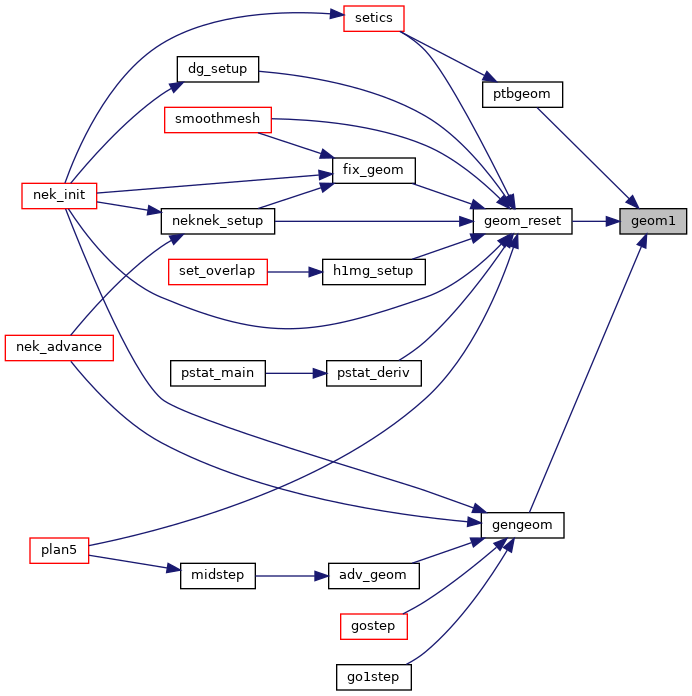 setics
dg_setup
ptbgeom
smoothmesh
fix_geom
nek_init
neknek_setup
geom_reset
geom1
set_overlap
h1mg_setup
nek_advance
pstat_main
pstat_deriv
gengeom
plan5
midstep
adv_geom
gostep
go1step